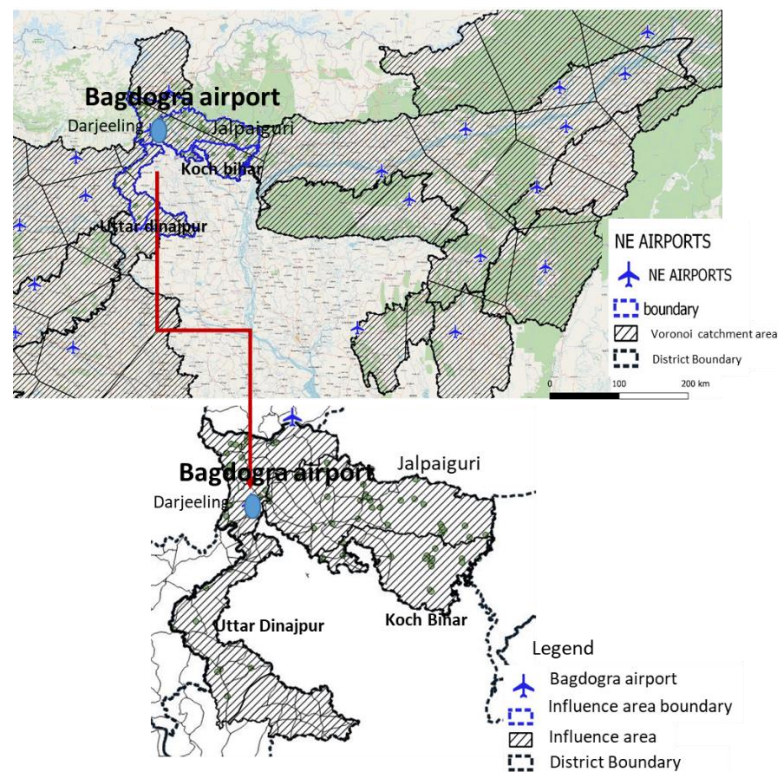 Bagdogra airport
Darjeeling
Jalpaiguri
Koch bihar
Uttar dinajpur
NE AIRPORTS
NE AIRPORTS
boundary
Voronoi catchment area
District Boundary
0 100 200 km
Bagdogra airport
Jalpaiguri
Darjeeling
Uttar Dinajpur
Koch Bihar
Legend
Bagdogra airport
Influence area boundary
Influence area
District Boundary